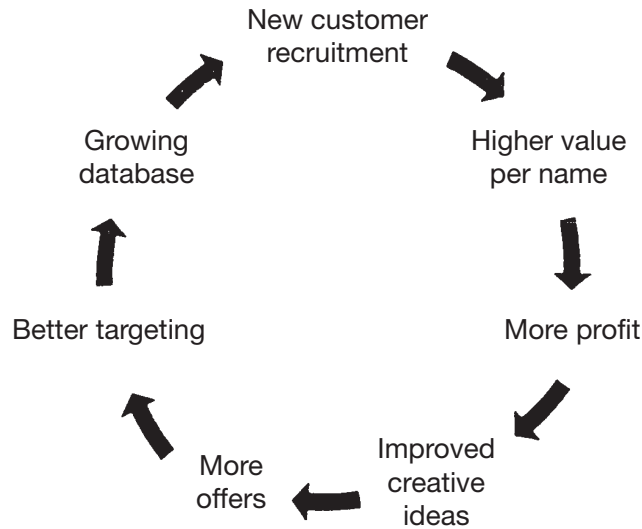 New customer
recruitment
Higher value
per name
More profit
Improved
creative
ideas
More
offers
Better targeting
Growing
database